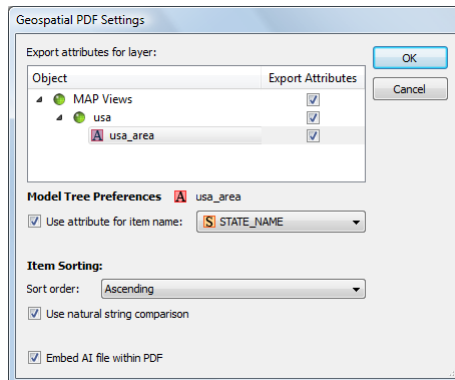 Geospatial PDF Settings
Export attributes for layer:
OK
Object Export Attributes
Cancel
MAP Views
usa
A usa_area
Model Tree Preferences A usa_area
Use attribute for item name: S STATE_NAME
Item Sorting:
Sort order: Ascending
Use natural string comparison
Embed AI file within PDF